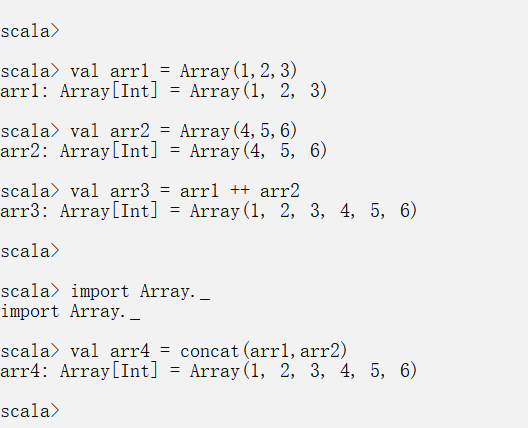 scala>
scala> val arr1 = Array(1,2,3)
arr1: Array[Int] = Array(1, 2, 3)
scala> val arr2 = Array(4,5,6)
arr2: Array[Int] = Array(4, 5, 6)
scala> val arr3 = arr1 ++ arr2
arr3: Array[Int] = Array(1, 2, 3, 4, 5, 6)
scala>
scala> import Array._
import Array._
scala> val arr4 = concat(arr1,arr2)
arr4: Array[Int] = Array(1, 2, 3, 4, 5, 6)
scala>